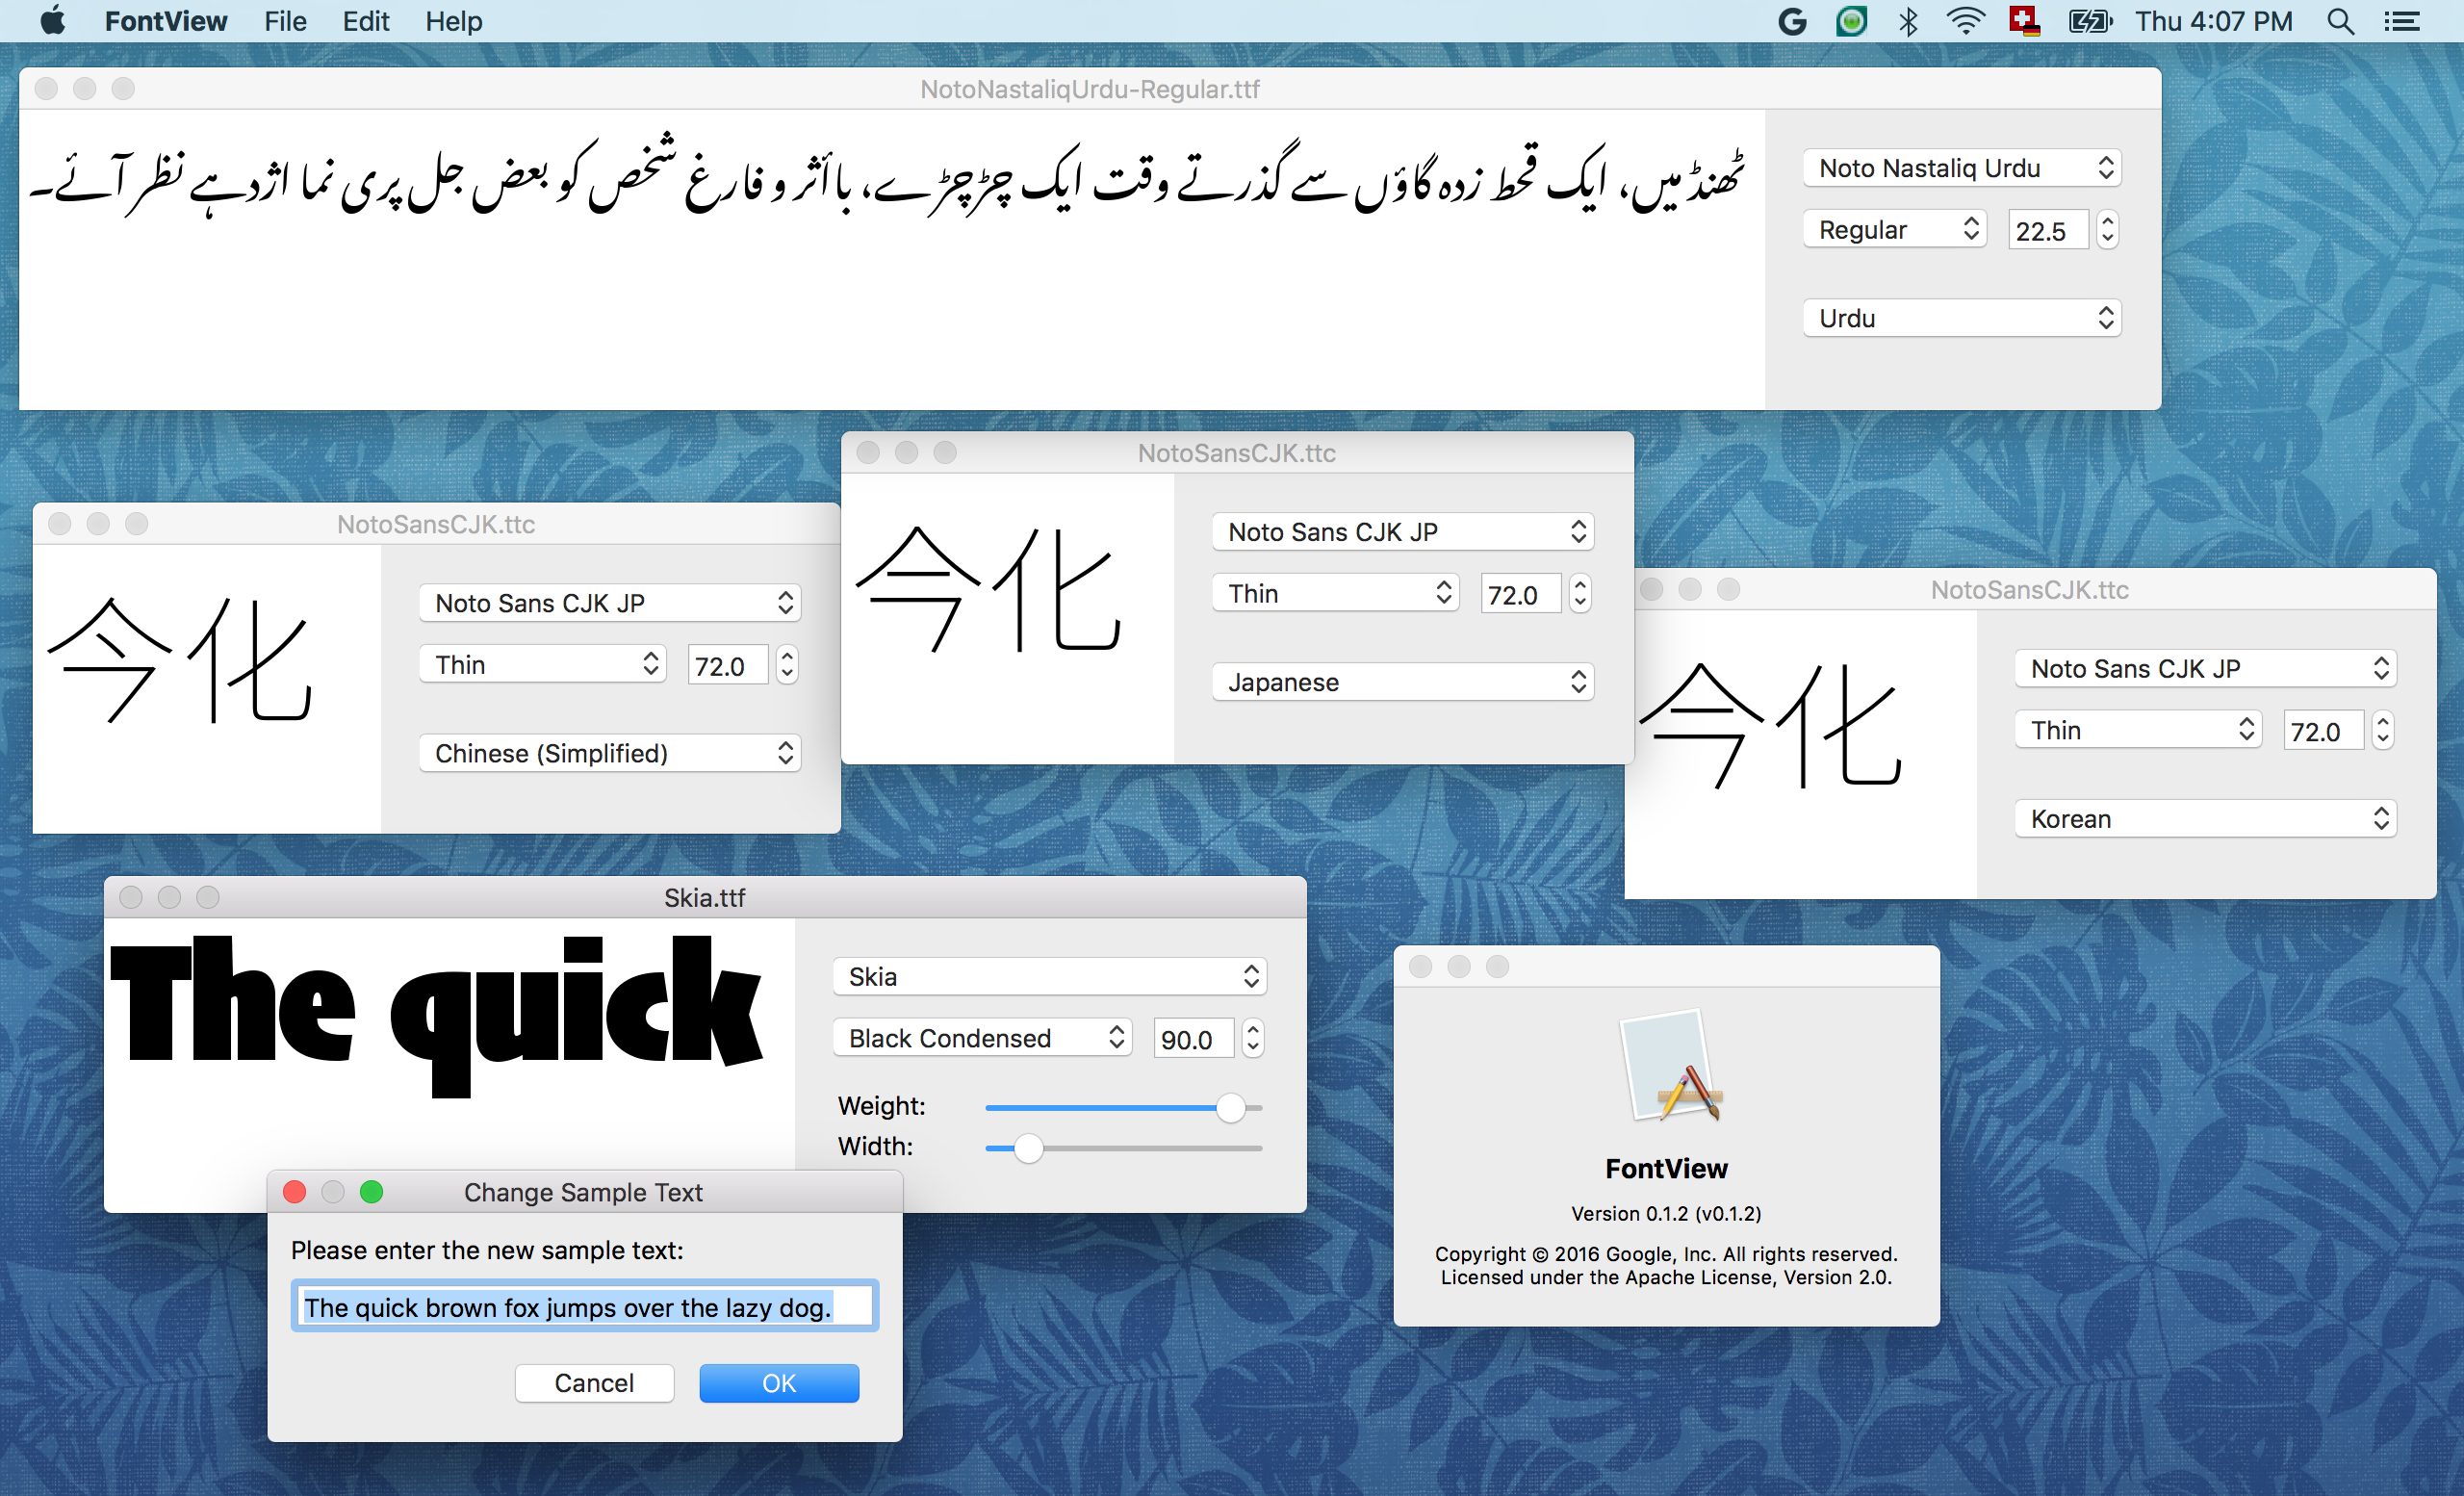 FontView File Edit Help Thu 4:07 PM
NotoNastaliqUrdu-Regular.ttf
ٹھنڈ میں، ایک قحط زدہ گاؤں سے گذرتے وقت ایک چڑچڑے، باأثر و فارغ شخص کو بعض جل پری نما اژدہے نظر آئے۔
Noto Nastaliq Urdu
Regular 22.5
Urdu
NotoSansCJK.ttc
今化
Noto Sans CJK JP
Thin 72.0
Chinese (Simplified)
NotoSansCJK.ttc
今化
Noto Sans CJK JP
Thin 72.0
Japanese
NotoSansCJK.ttc
今化
Noto Sans CJK JP
Thin 72.0
Korean
Skia.ttf
The quick
Skia
Black Condensed 90.0
Weight:
Width:
Change Sample Text
Please enter the new sample text:
The quick brown fox jumps over the lazy dog.
Cancel OK
FontView
Version 0.1.2 (v0.1.2)
Copyright © 2016 Google, Inc. All rights reserved.
Licensed under the Apache License, Version 2.0.